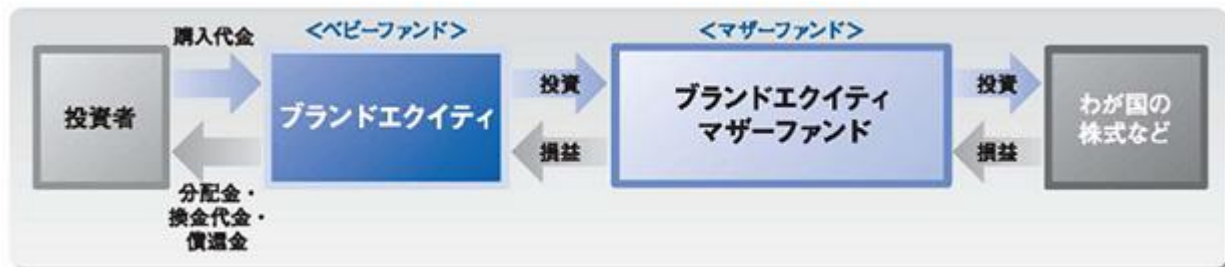 購入代金
<ベビーファンド>
<マザーファンド>
投資者
ブランドエクイティ
投資
ブランドエクイティ
マザーファンド
投資
わが国の
株式など
損益
損益
分配金・
換金代金・
償還金